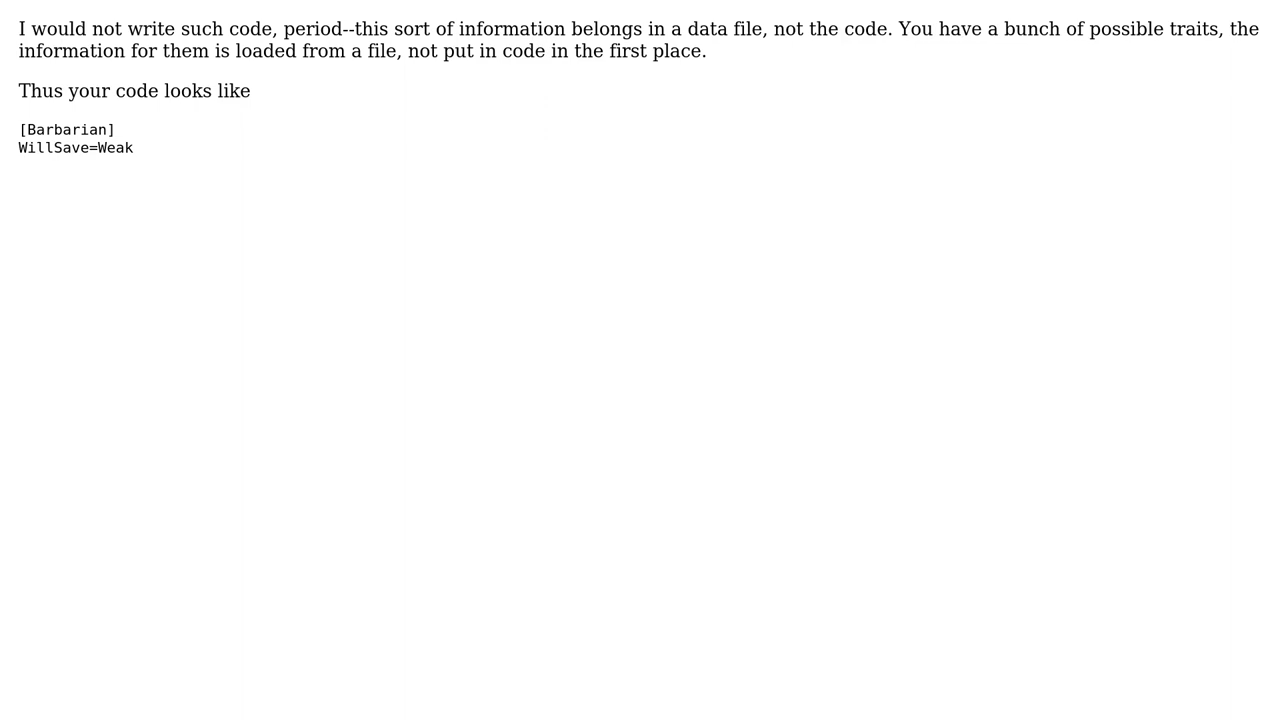 I would not write such code, period--this sort of information belongs in a data file, not the code. You have a bunch of possible traits, the
information for them is loaded from a file, not put in code in the first place.
Thus your code looks like
[Barbarian]
WillSave=Weak